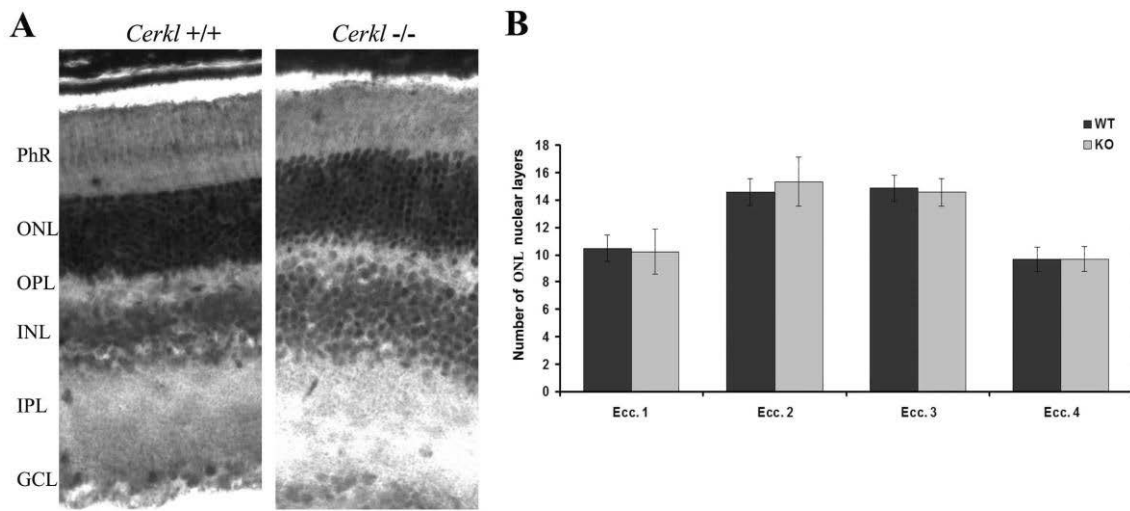 A
Cerkl +/+
Cerkl -/-
PhR
ONL
OPL
INL
IPL
GCL
B
WT
KO
Number of ONL nuclear layers
18
16
14
12
10
8
6
4
2
0
Ecc. 1
Ecc. 2
Ecc. 3
Ecc. 4